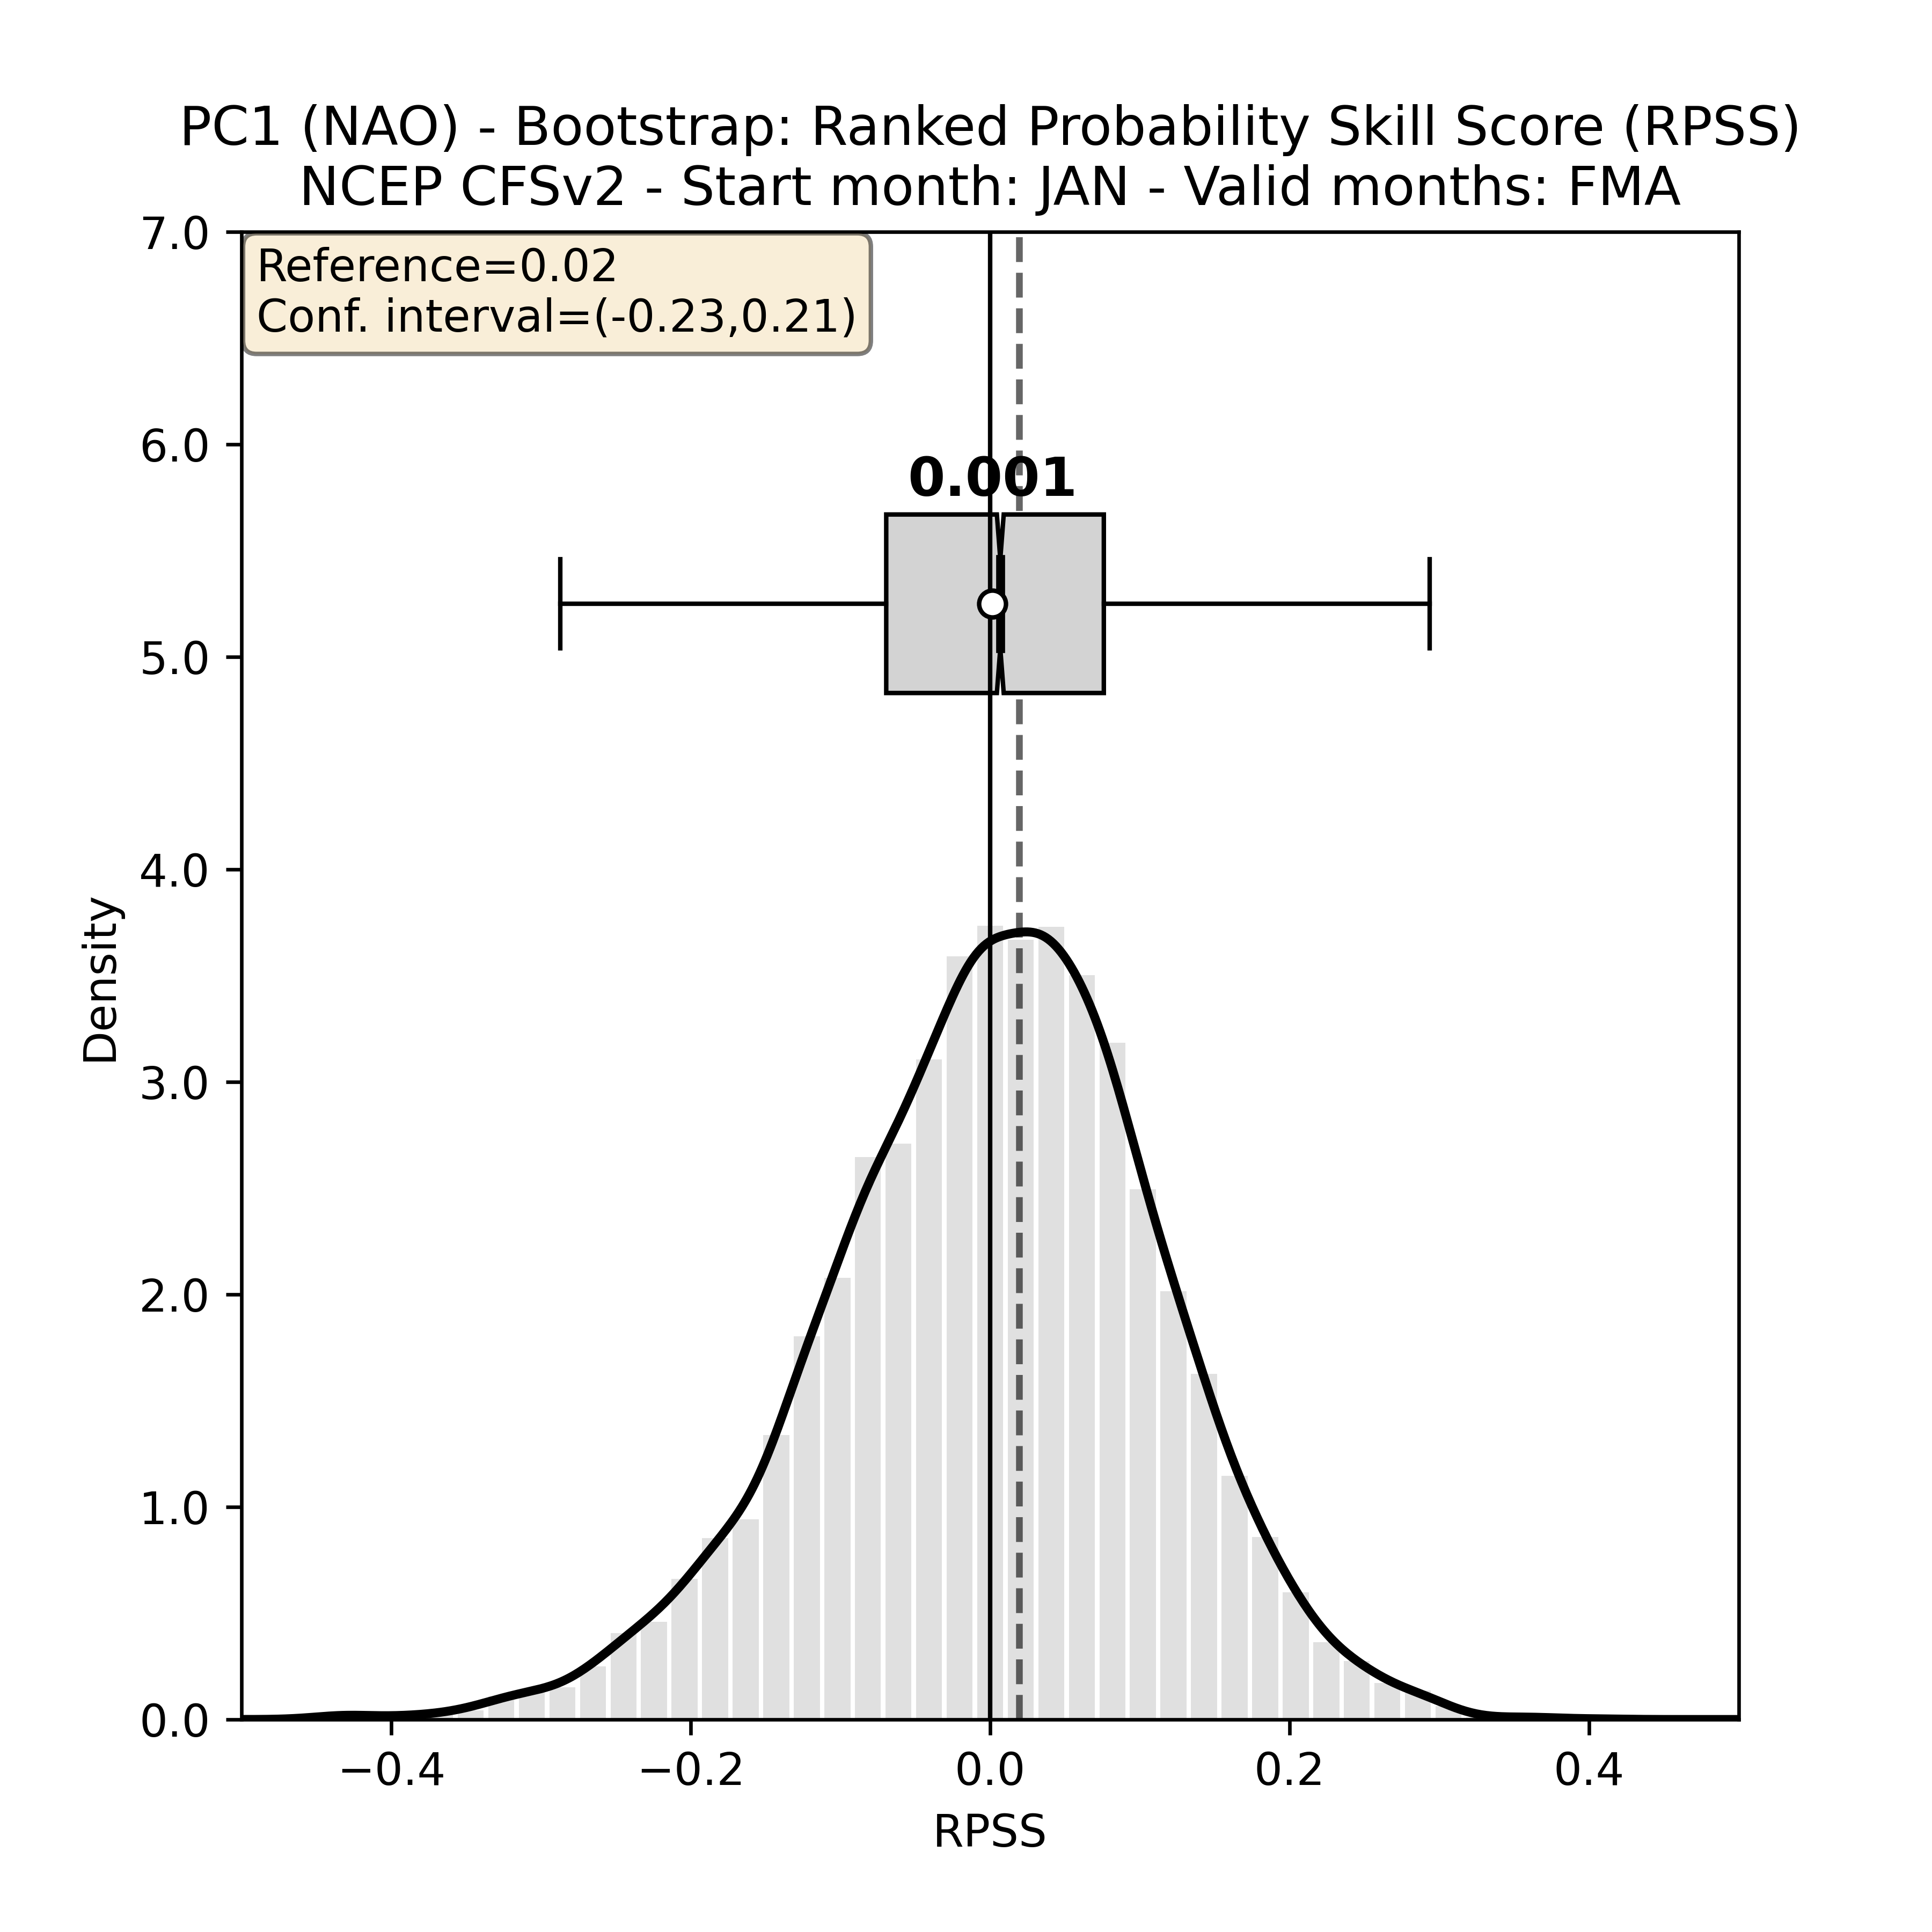 PC1 (NAO) - Bootstrap: Ranked Probability Skill Score (RPSS)
NCEP CFSv2 - Start month: JAN - Valid months: FMA
Reference=0.02
Conf. interval=(-0.23,0.21)
0.001
7.0
6.0
5.0
4.0
3.0
2.0
1.0
0.0
Density
−0.4
−0.2
0.0
0.2
0.4
RPSS